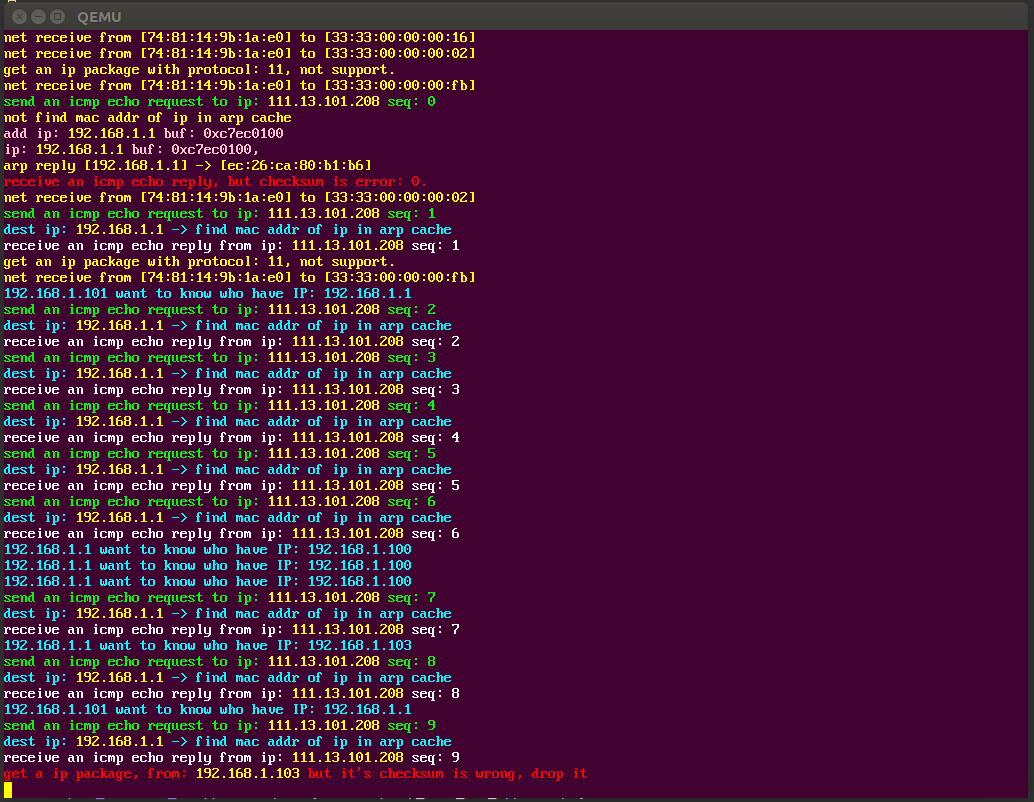 QEMU
net receive from [74:81:14:9b:1a:e0] to [33:33:00:00:00:16]
net receive from [74:81:14:9b:1a:e0] to [33:33:00:00:00:02]
get an ip package with protocol: 11, not support.
net receive from [74:81:14:9b:1a:e0] to [33:33:00:00:00:fb]
send an icmp echo request to ip: 111.13.101.208 seq: 0
not find mac addr of ip in arp cache
add ip: 192.168.1.1 buf: 0xc7ec0100
ip: 192.168.1.1 buf: 0xc7ec0100,
arp reply [192.168.1.1] -> [ec:26:ca:80:b1:b6]
receive an icmp echo reply, but checksum is error: 0.
net receive from [74:81:14:9b:1a:e0] to [33:33:00:00:00:02]
send an icmp echo request to ip: 111.13.101.208 seq: 1
dest ip: 192.168.1.1 -> find mac addr of ip in arp cache
receive an icmp echo reply from ip: 111.13.101.208 seq: 1
get an ip package with protocol: 11, not support.
net receive from [74:81:14:9b:1a:e0] to [33:33:00:00:00:fb]
192.168.1.101 want to know who have IP: 192.168.1.1
send an icmp echo request to ip: 111.13.101.208 seq: 2
dest ip: 192.168.1.1 -> find mac addr of ip in arp cache
receive an icmp echo reply from ip: 111.13.101.208 seq: 2
send an icmp echo request to ip: 111.13.101.208 seq: 3
dest ip: 192.168.1.1 -> find mac addr of ip in arp cache
receive an icmp echo reply from ip: 111.13.101.208 seq: 3
send an icmp echo request to ip: 111.13.101.208 seq: 4
dest ip: 192.168.1.1 -> find mac addr of ip in arp cache
receive an icmp echo reply from ip: 111.13.101.208 seq: 4
send an icmp echo request to ip: 111.13.101.208 seq: 5
dest ip: 192.168.1.1 -> find mac addr of ip in arp cache
receive an icmp echo reply from ip: 111.13.101.208 seq: 5
send an icmp echo request to ip: 111.13.101.208 seq: 6
dest ip: 192.168.1.1 -> find mac addr of ip in arp cache
receive an icmp echo reply from ip: 111.13.101.208 seq: 6
192.168.1.1 want to know who have IP: 192.168.1.100
192.168.1.1 want to know who have IP: 192.168.1.100
192.168.1.1 want to know who have IP: 192.168.1.100
send an icmp echo request to ip: 111.13.101.208 seq: 7
dest ip: 192.168.1.1 -> find mac addr of ip in arp cache
receive an icmp echo reply from ip: 111.13.101.208 seq: 7
192.168.1.1 want to know who have IP: 192.168.1.103
send an icmp echo request to ip: 111.13.101.208 seq: 8
dest ip: 192.168.1.1 -> find mac addr of ip in arp cache
receive an icmp echo reply from ip: 111.13.101.208 seq: 8
192.168.1.101 want to know who have IP: 192.168.1.1
send an icmp echo request to ip: 111.13.101.208 seq: 9
dest ip: 192.168.1.1 -> find mac addr of ip in arp cache
receive an icmp echo reply from ip: 111.13.101.208 seq: 9
get a ip package, from: 192.168.1.103 but it's checksum is wrong, drop it